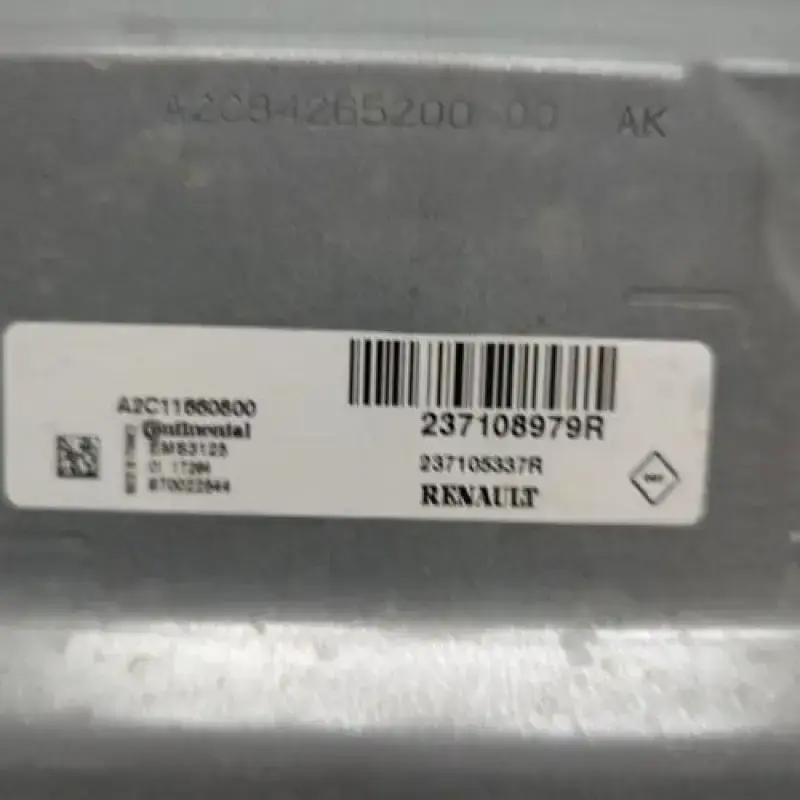 A2C84265200 00 AK
A2C11660800
Continental
EMS3125
237108979R
237105337R
RENAULT